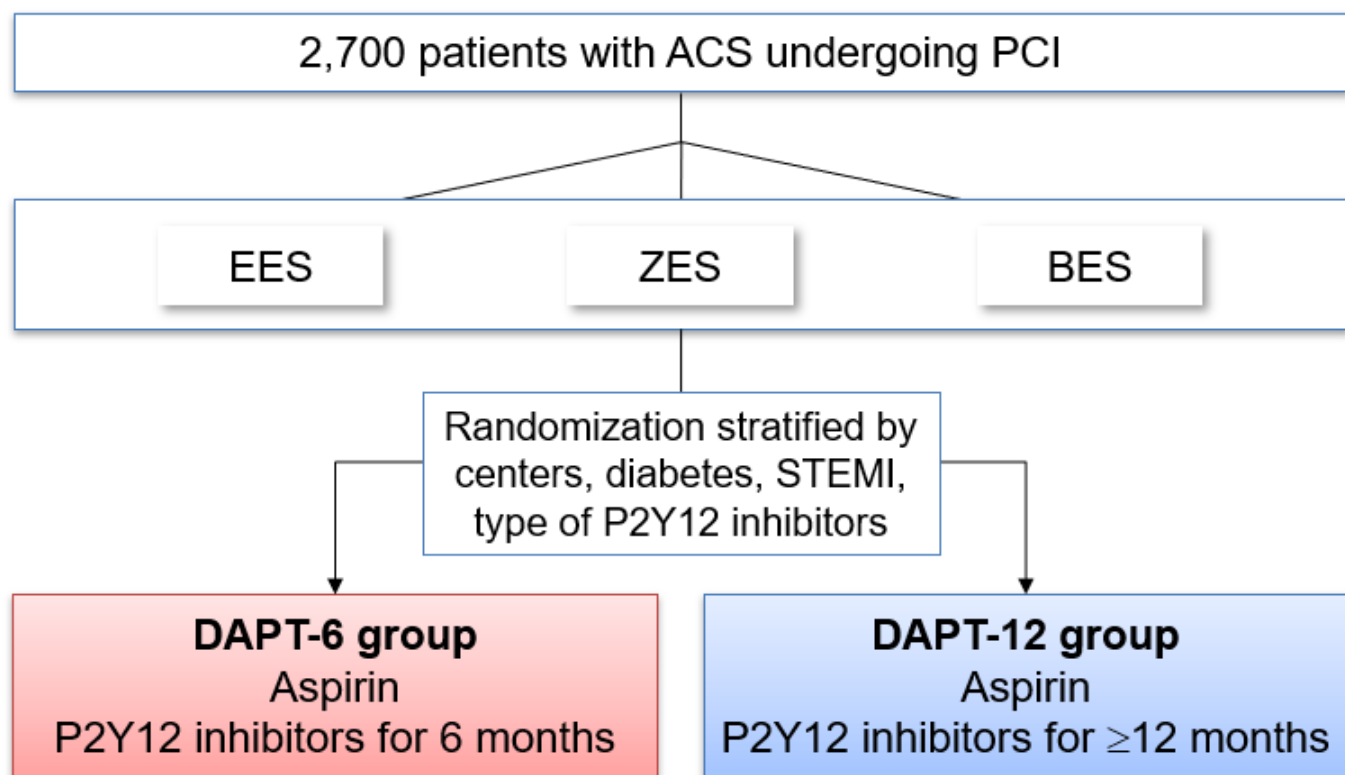 2,700 patients with ACS undergoing PCI
EES
ZES
BES
Randomization stratified by
centers, diabetes, STEMI,
type of P2Y12 inhibitors
DAPT-6 group
Aspirin
P2Y12 inhibitors for 6 months
DAPT-12 group
Aspirin
P2Y12 inhibitors for ≥12 months